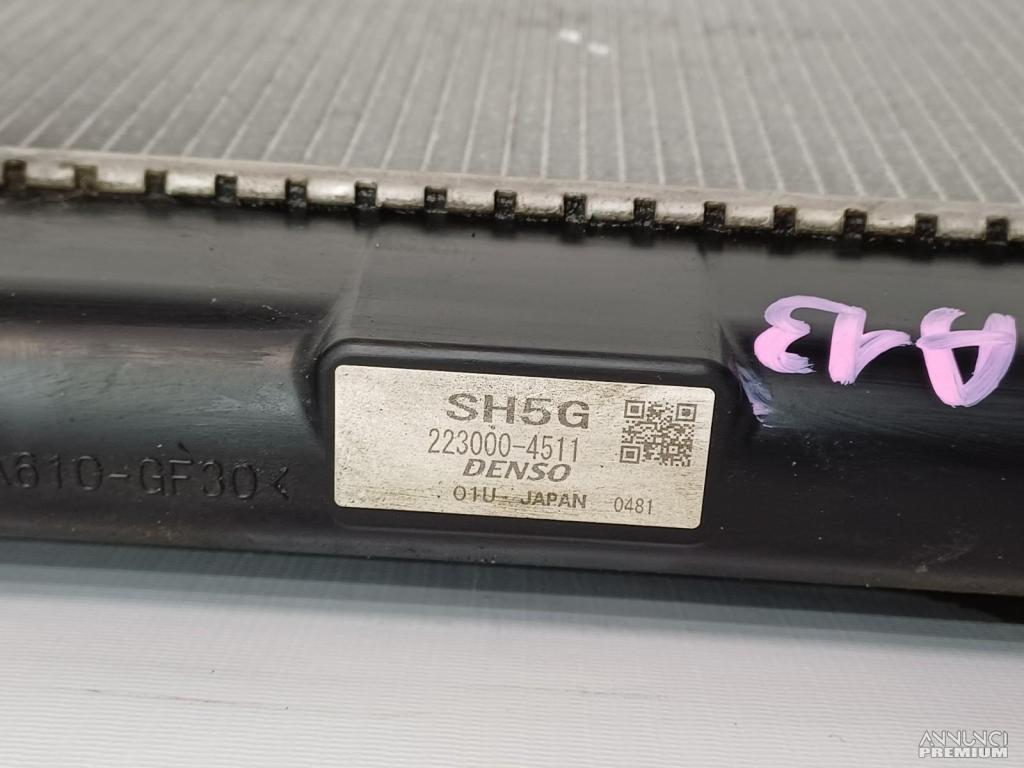 A13
SH5G
223000-4511
DENSO
01U- JAPAN 0481
A610-GF30<
ANNUNCI
PREMIUM